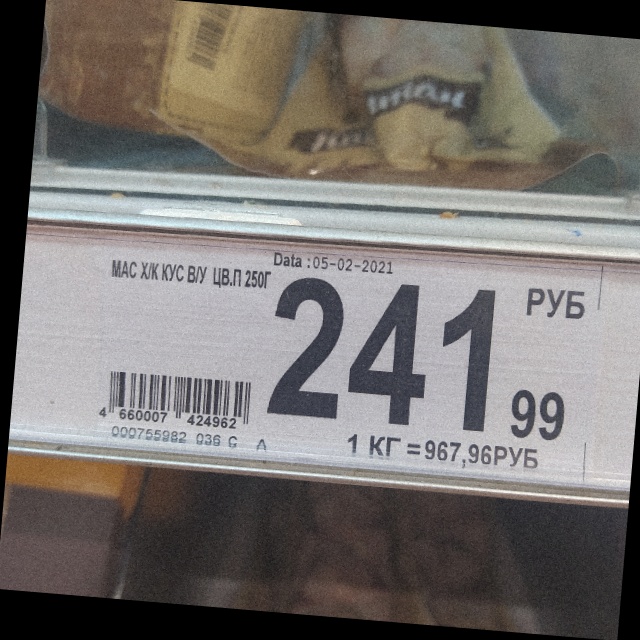 Data :05-02-2021
МАС Х/К КУС В/У ЦВ.П 250Г
241 99
РУБ
4 660007 424962
000755982 036 C A
1 КГ = 967,96РУБ